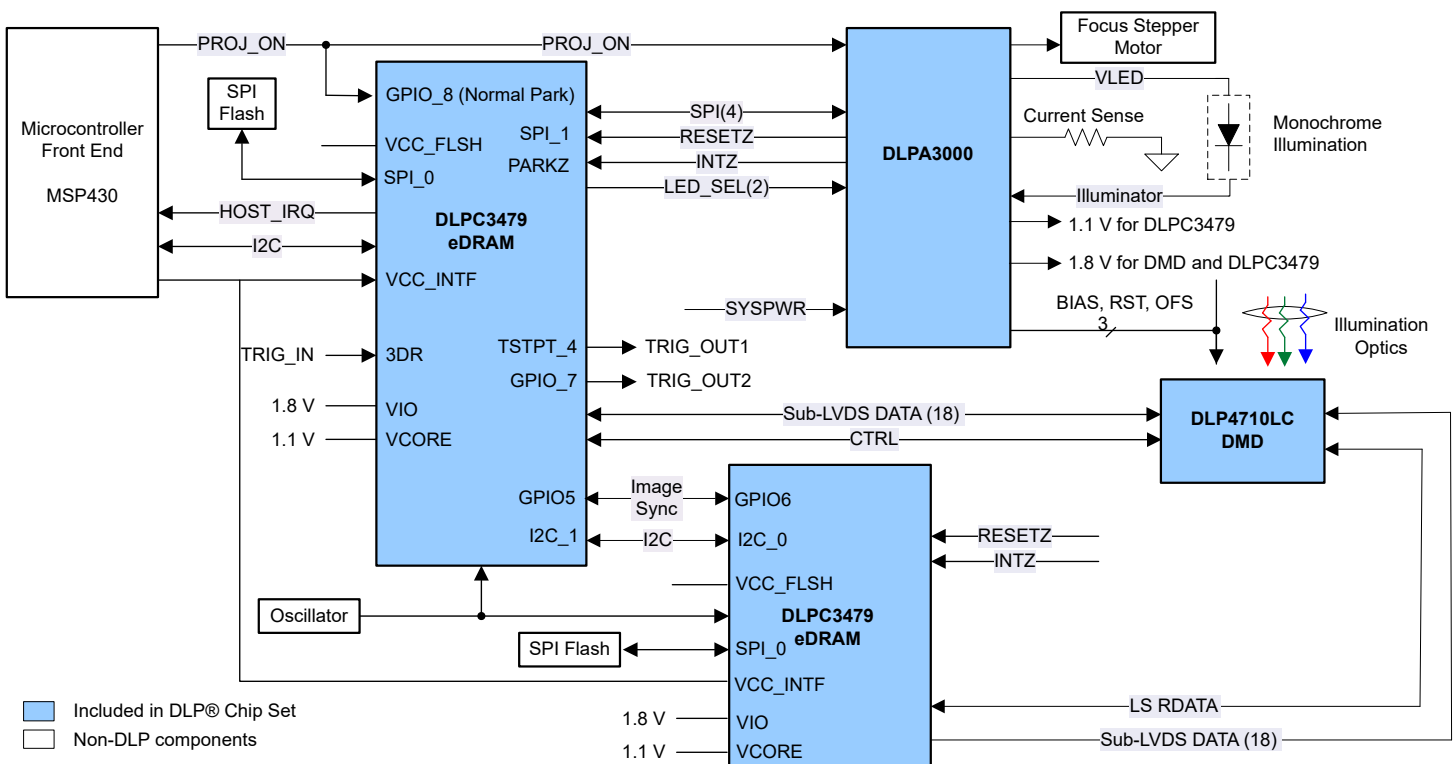 PROJ_ON
PROJ_ON
Focus Stepper
Motor
Microcontroller
Front End
MSP430
SPI
Flash
GPIO_8 (Normal Park)
VCC_FLSH
SPI_0
SPI_1
PARKZ
DLPC3479
eDRAM
VCC_INTF
HOST_IRQ
I2C
SPI(4)
RESETZ
INTZ
LED_SEL(2)
DLPA3000
VLED
Current Sense
Monochrome
Illumination
Illuminator
1.1 V for DLPC3479
1.8 V for DMD and DLPC3479
BIAS, RST, OFS
3
Illumination
Optics
SYSPWR
TRIG_IN
3DR
TSTPT_4
TRIG_OUT1
GPIO_7
TRIG_OUT2
1.8 V
VIO
1.1 V
VCORE
Sub-LVDS DATA (18)
CTRL
DLP4710LC
DMD
GPIO5
Image
Sync
GPIO6
I2C_1
I2C
I2C_0
RESETZ
INTZ
VCC_FLSH
Oscillator
DLPC3479
eDRAM
SPI Flash
SPI_0
VCC_INTF
LS RDATA
1.8 V
VIO
Sub-LVDS DATA (18)
1.1 V
VCORE
Included in DLP® Chip Set
Non-DLP components